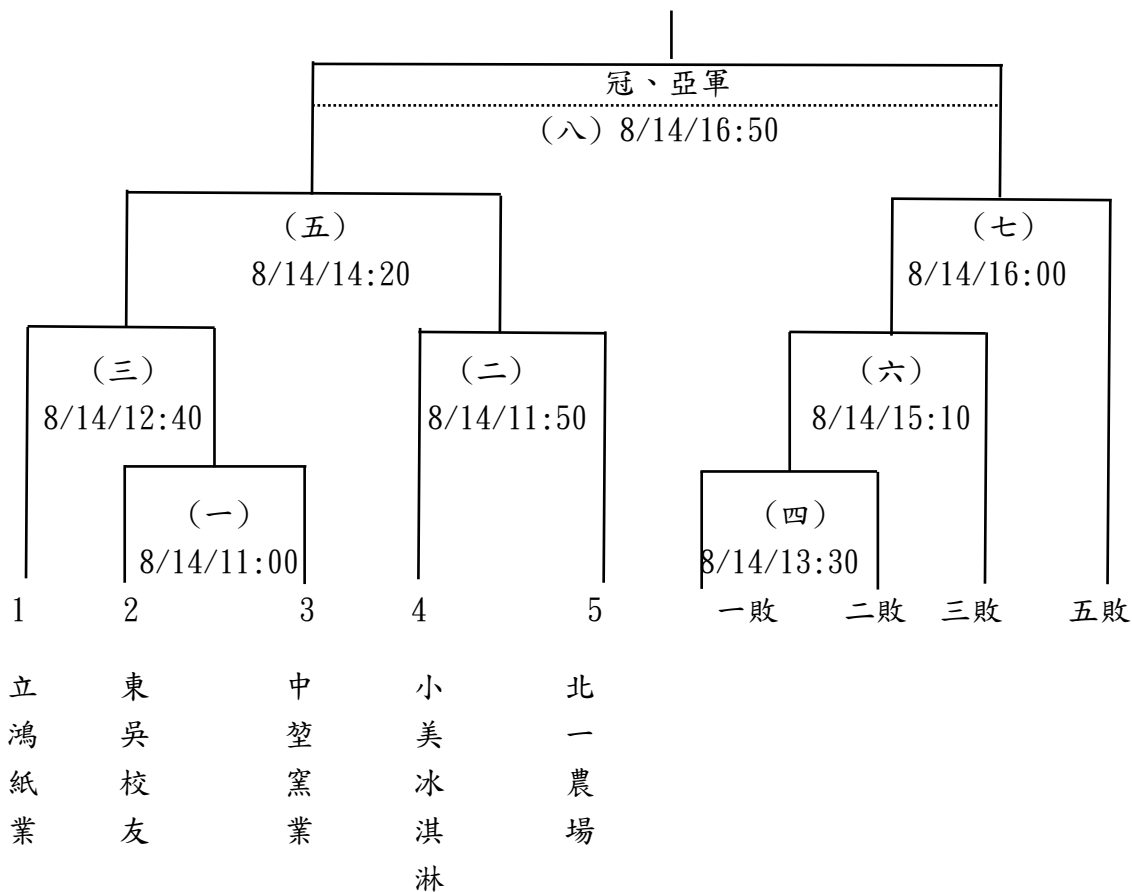 冠、亞軍
（八）8/14/16:50
（五）
8/14/14:20
（七）
8/14/16:00
（三）
8/14/12:40
（二）
8/14/11:50
（六）
8/14/15:10
（一）
8/14/11:00
（四）
8/14/13:30
1
2
3
4
5
一敗
二敗
三敗
五敗
立鴻紙業
東吳校友
中堃窯業
小美冰淇淋
北一農場